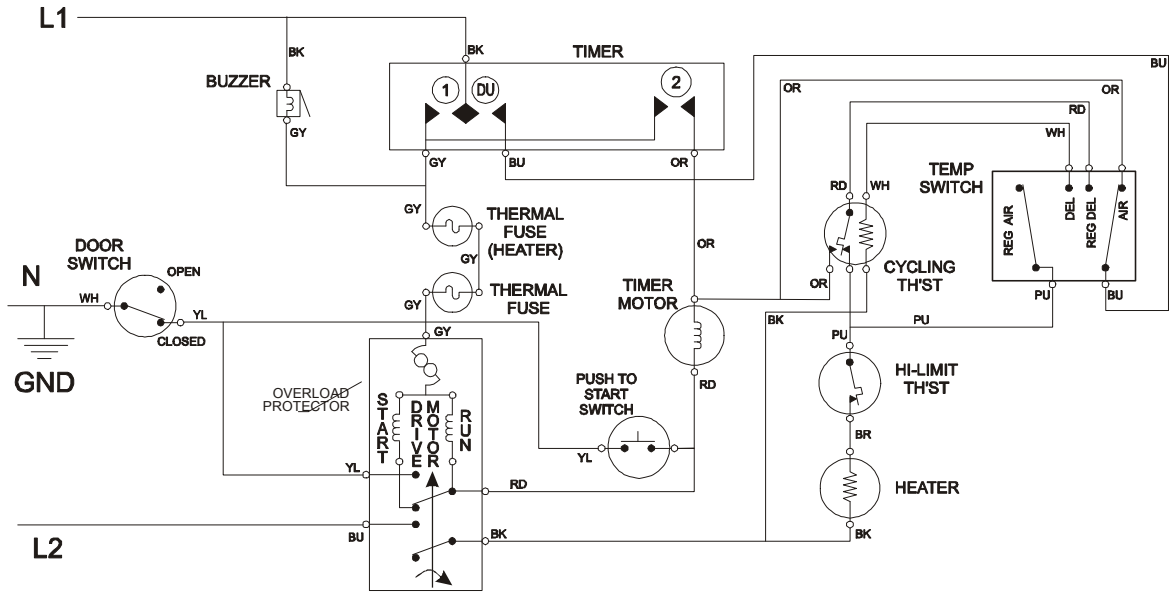 L1
BK
BK
TIMER
BU
BUZZER
1
DU
2
OR
OR
RD
GY
WH
GY
BU
OR
TEMP
SWITCH
RD
WH
GY
THERMAL
FUSE
(HEATER)
REG AIR
DEL
REG DEL
AIR
DOOR
SWITCH
OR
GY
CYCLING
TH'ST
OPEN
N
TIMER
MOTOR
OR
WH
GY
THERMAL
FUSE
PU
BU
YL
BK
PU
CLOSED
GY
PU
GND
HI-LIMIT
TH'ST
OVERLOAD
PROTECTOR
PUSH TO
START
SWITCH
RD
START
DRIVE
MOTOR
RUN
BR
YL
YL
RD
HEATER
BU
BK
BK
L2